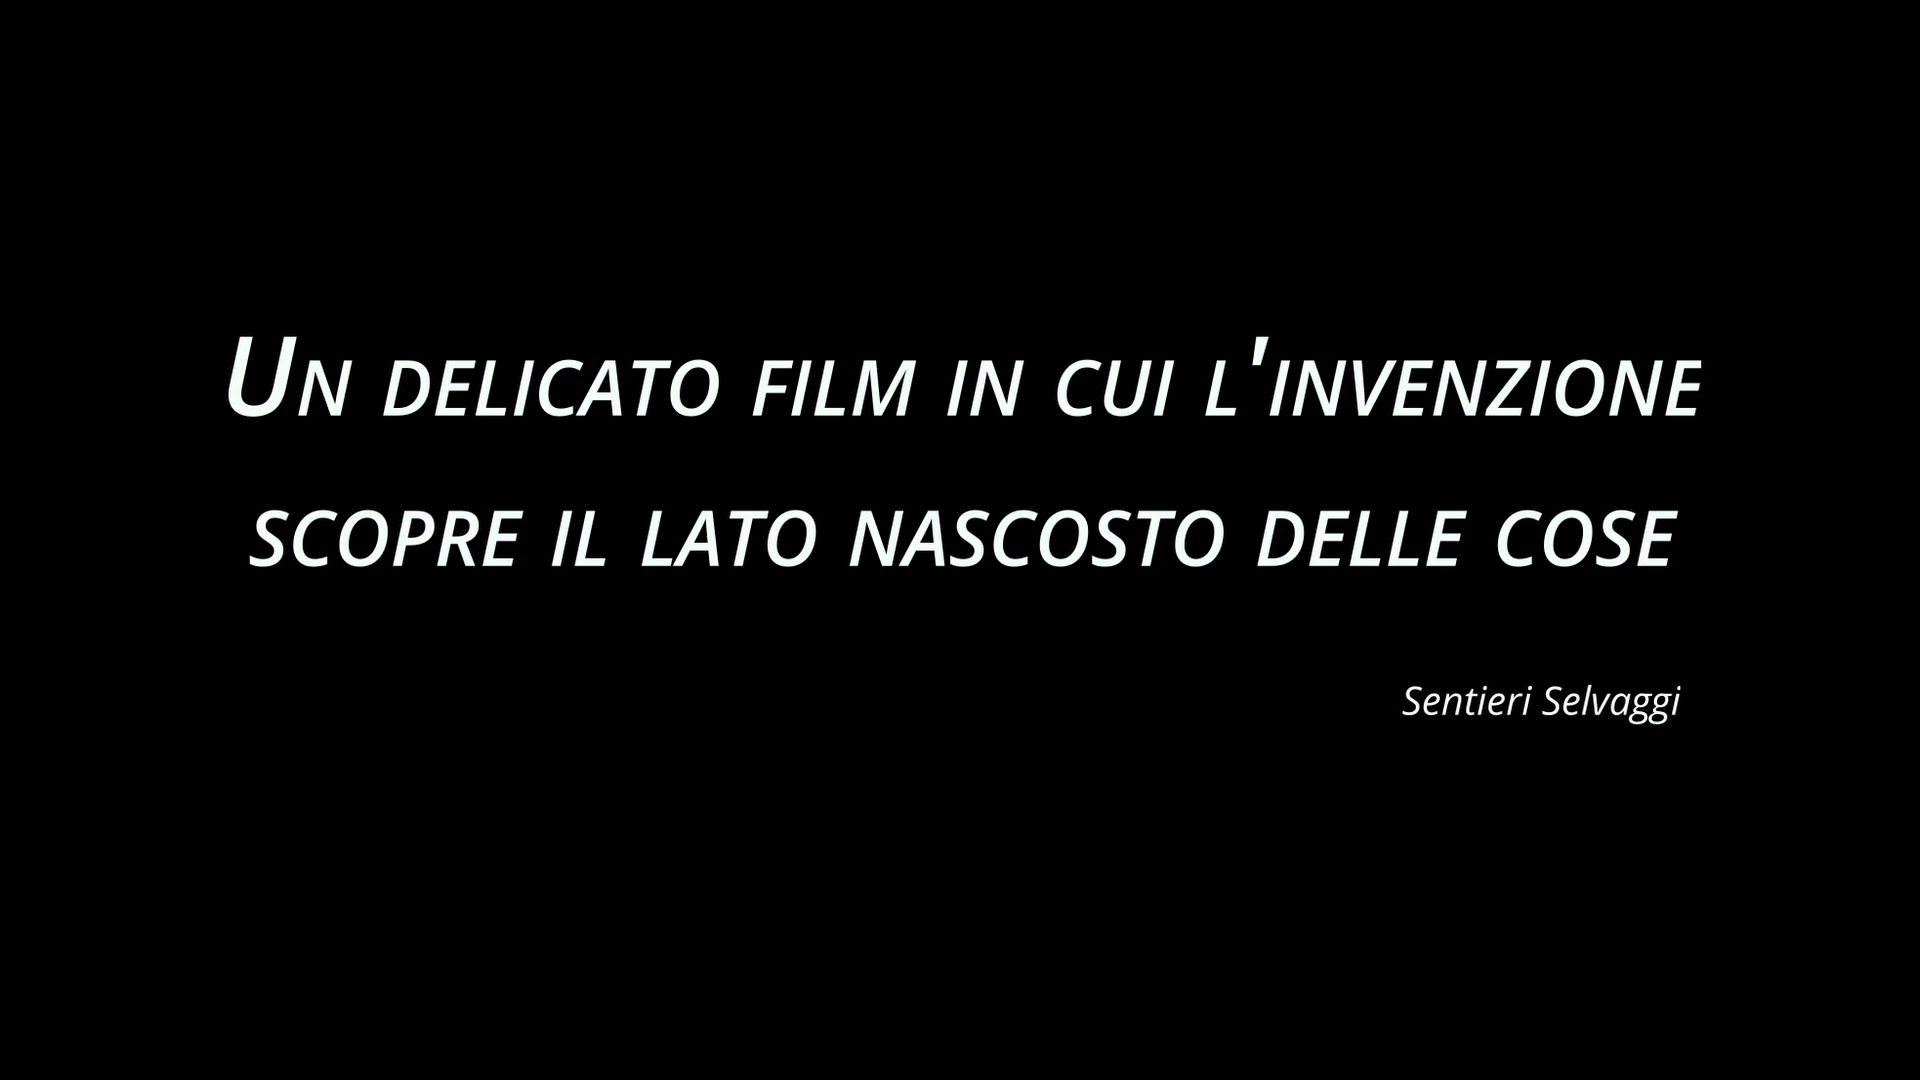 Un delicato film in cui l'invenzione
scopre il lato nascosto delle cose
Sentieri Selvaggi